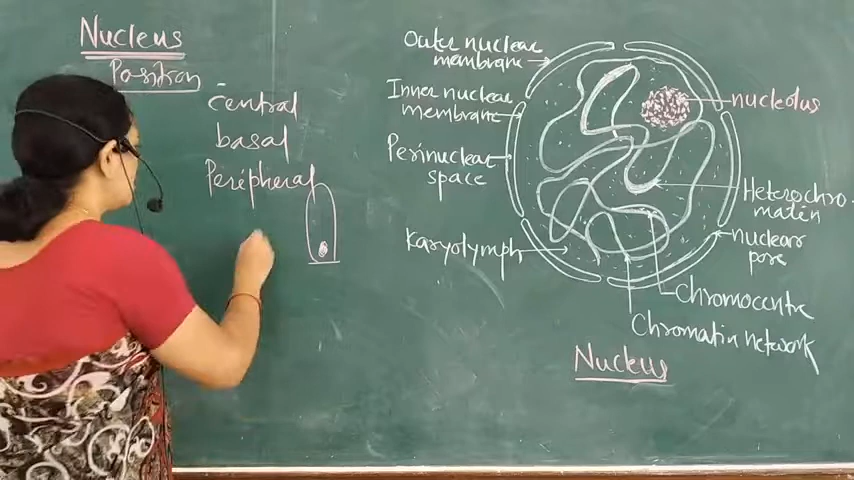 Nucleus
Position
Central
basal
Peripheral
Outer nuclear
membrane
Inner nuclear
membrane
Perinuclear
space
Karyolymph
nucleolus
Heterochro-
matin
nuclear
pore
Chromocentre
Chromatin network
Nucleus